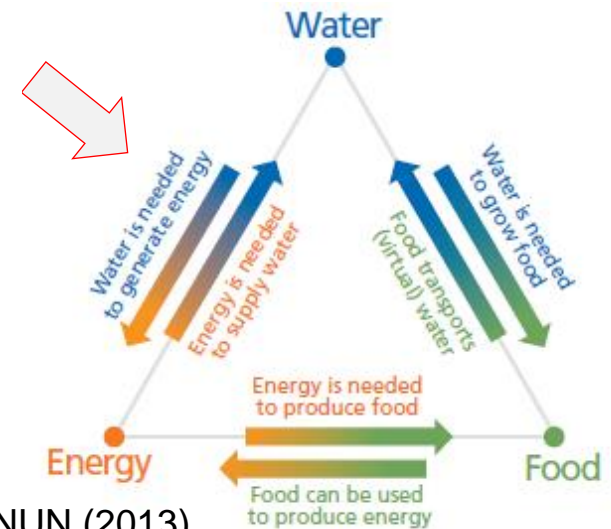 Water
Water is needed
to generate energy
Energy is needed
to supply water
Food transports
(virtual) water
Water is needed
to grow food
Energy is needed
to produce food
Energy
Food
Food can be used
to produce energy
(2013)